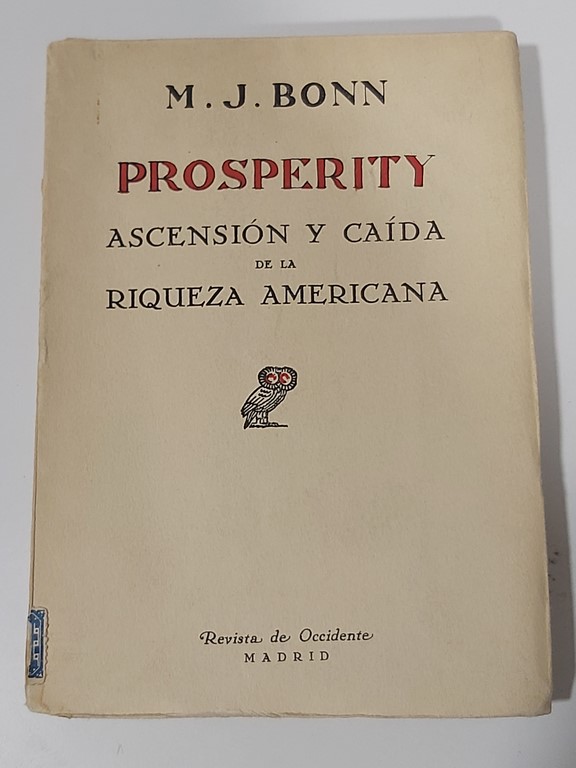 M. J. BONN
PROSPERITY
ASCENSIÓN Y CAÍDA
DE LA
RIQUEZA AMERICANA
Revista de Occidente
MADRID